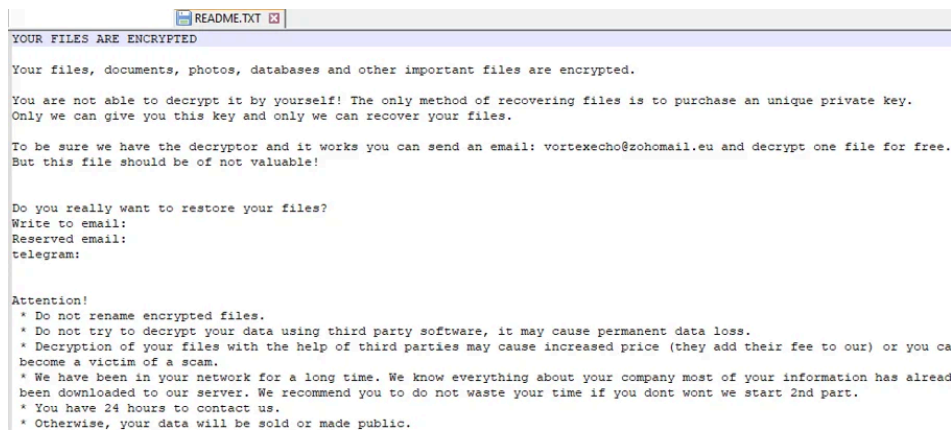 README.TXT
YOUR FILES ARE ENCRYPTED
Your files, documents, photos, databases and other important files are encrypted.
You are not able to decrypt it by yourself! The only method of recovering files is to purchase an unique private key.
Only we can give you this key and only we can recover your files.
To be sure we have the decryptor and it works you can send an email: vortexecho@zohomail.eu and decrypt one file for free.
But this file should be of not valuable!
Do you really want to restore your files?
Write to email:
Reserved email:
telegram:
Attention!
* Do not rename encrypted files.
* Do not try to decrypt your data using third party software, it may cause permanent data loss.
* Decryption of your files with the help of third parties may cause increased price (they add their fee to our) or you ca
become a victim of a scam.
* We have been in your network for a long time. We know everything about your company most of your information has alread
been downloaded to our server. We recommend you to do not waste your time if you dont wont we start 2nd part.
* You have 24 hours to contact us.
* Otherwise, your data will be sold or made public.